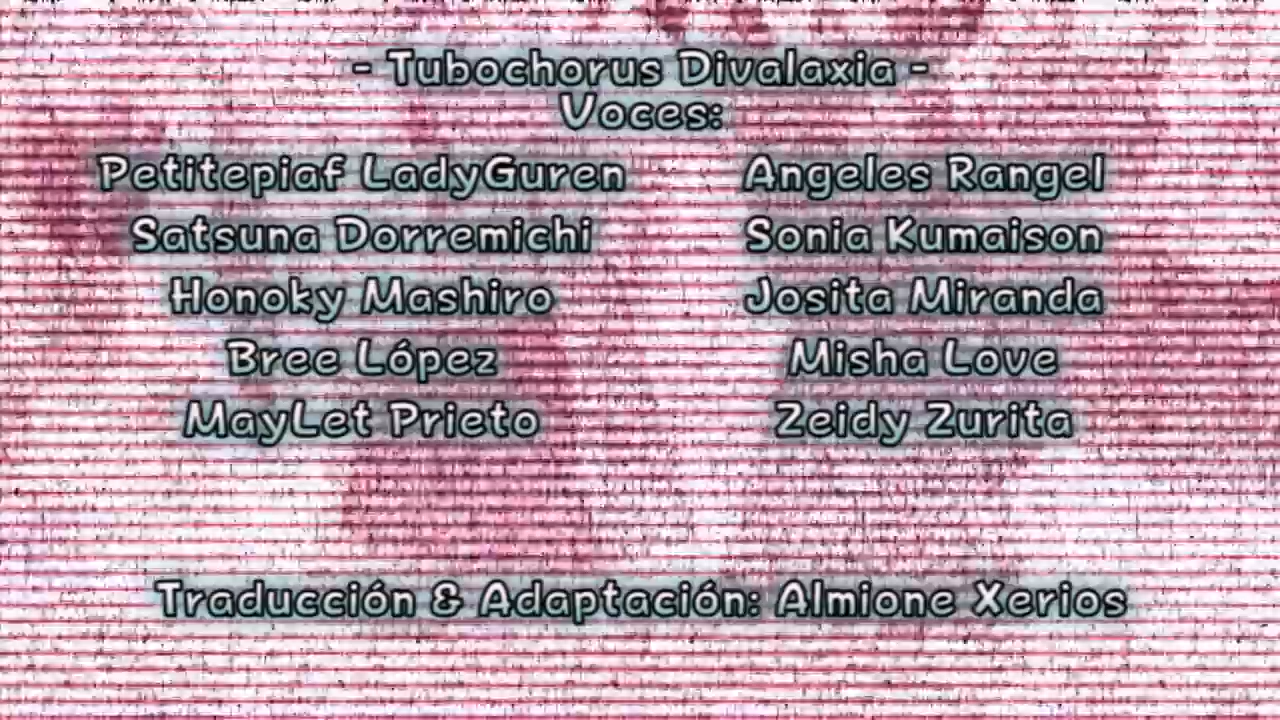 - Tubochorus Divalaxia -
Voces:
Petitepiaf LadyGuren
Angeles Rangel
Satsuna Dorremichi
Sonia Kumaison
Honoky Mashiro
Josita Miranda
Bree López
Misha Love
MayLet Prieto
Zeidy Zurita
Traducción & Adaptación: Almione Xerios